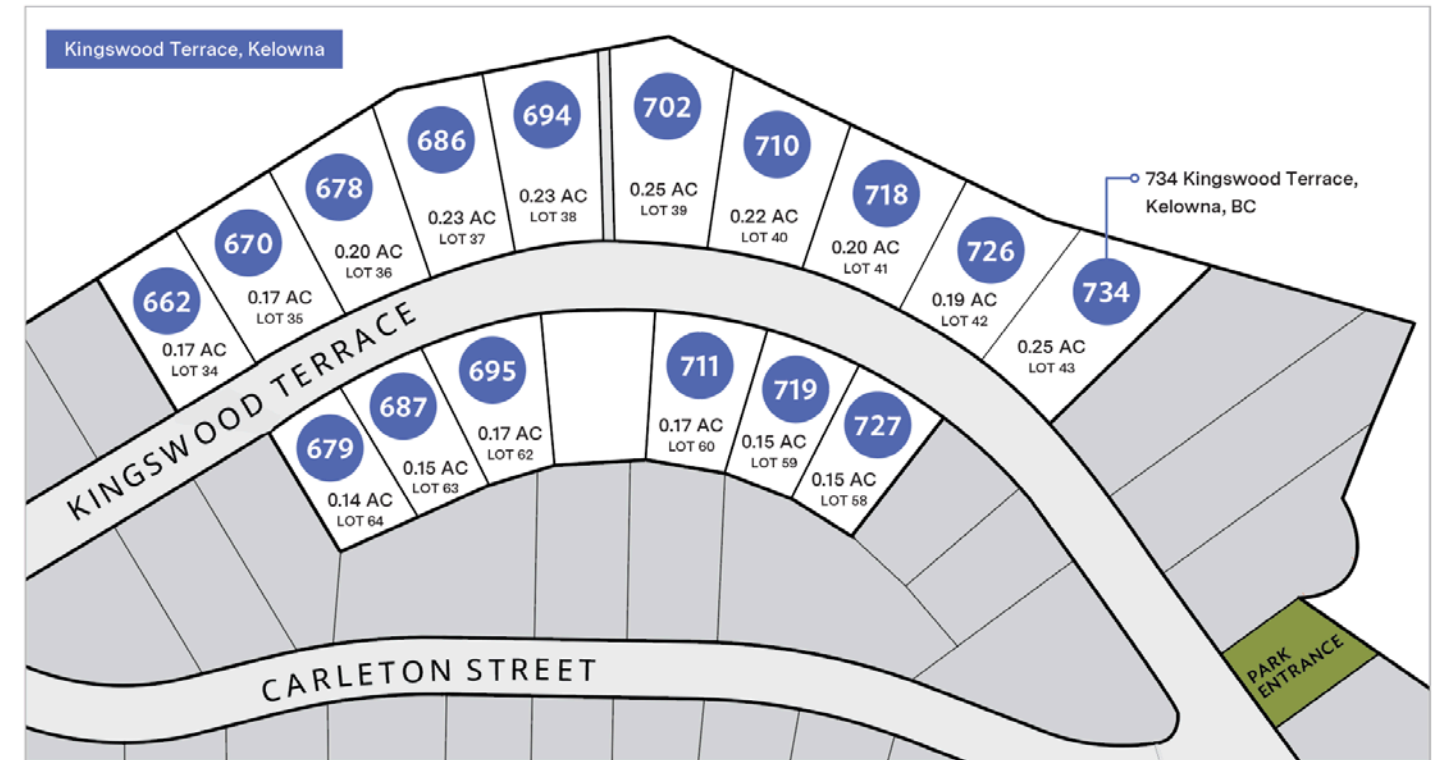 Kingswood Terrace, Kelowna
662
0.17 AC
LOT 34
670
0.17 AC
LOT 35
678
0.20 AC
LOT 36
686
0.23 AC
LOT 37
694
0.23 AC
LOT 38
702
0.25 AC
LOT 39
710
0.22 AC
LOT 40
718
0.20 AC
LOT 41
726
0.19 AC
LOT 42
734
0.25 AC
LOT 43
734 Kingswood Terrace,
Kelowna, BC
KINGSWOOD TERRACE
679
0.14 AC
LOT 64
687
0.15 AC
LOT 63
695
0.17 AC
LOT 62
711
0.17 AC
LOT 60
719
0.15 AC
LOT 59
727
0.15 AC
LOT 58
CARLETON STREET
PARK
ENTRANCE